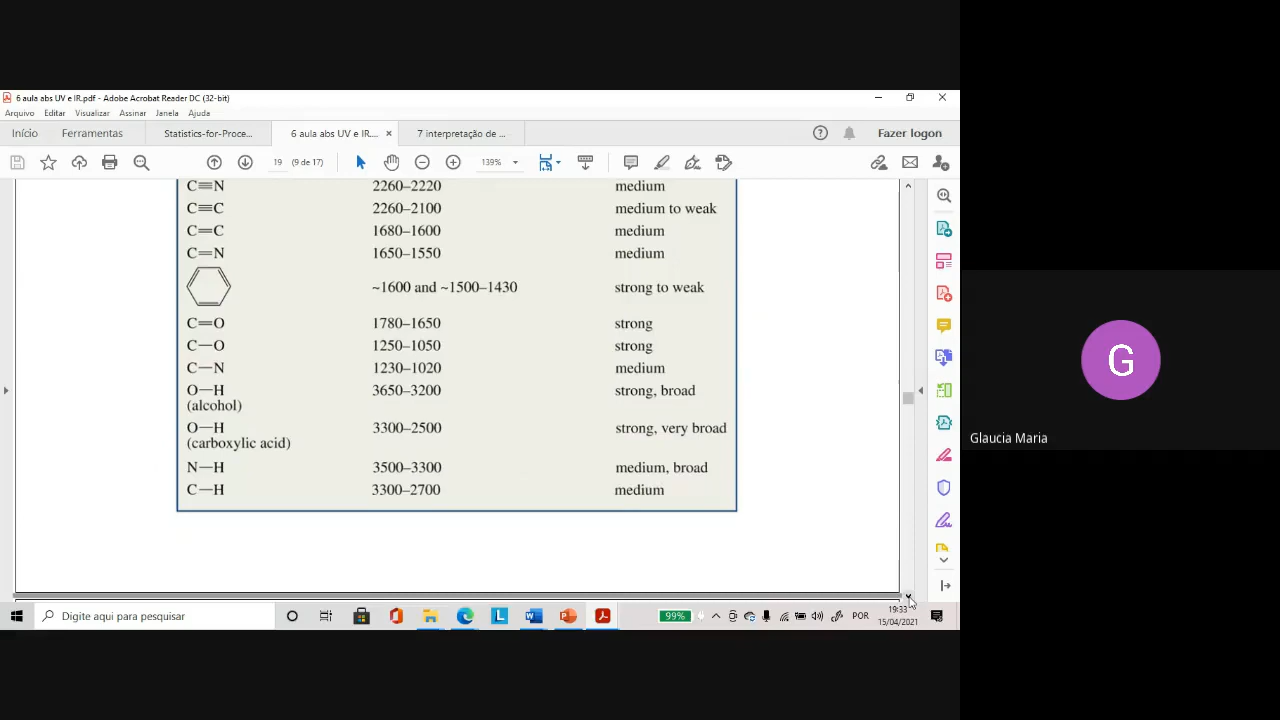 6 aula abs UV e IR.pdf - Adobe Acrobat Reader DC (32-bit)
Arquivo Editar Visualizar Assinar Janela Ajuda
Início Ferramentas Statistics-for-Proce... 6 aula abs UV e IR.... × 7 interpretação de ... Fazer logon
19 (9 de 17) 139%
C≡N 2260–2220 medium
C≡C 2260–2100 medium to weak
C=C 1680–1600 medium
C=N 1650–1550 medium
~1600 and ~1500–1430 strong to weak
C=O 1780–1650 strong
C—O 1250–1050 strong
C—N 1230–1020 medium
O—H 3650–3200 strong, broad
(alcohol)
O—H 3300–2500 strong, very broad
(carboxylic acid)
N—H 3500–3300 medium, broad
C—H 3300–2700 medium
G
Glaucia Maria
Digite aqui para pesquisar 99% POR 19:33
15/04/2021